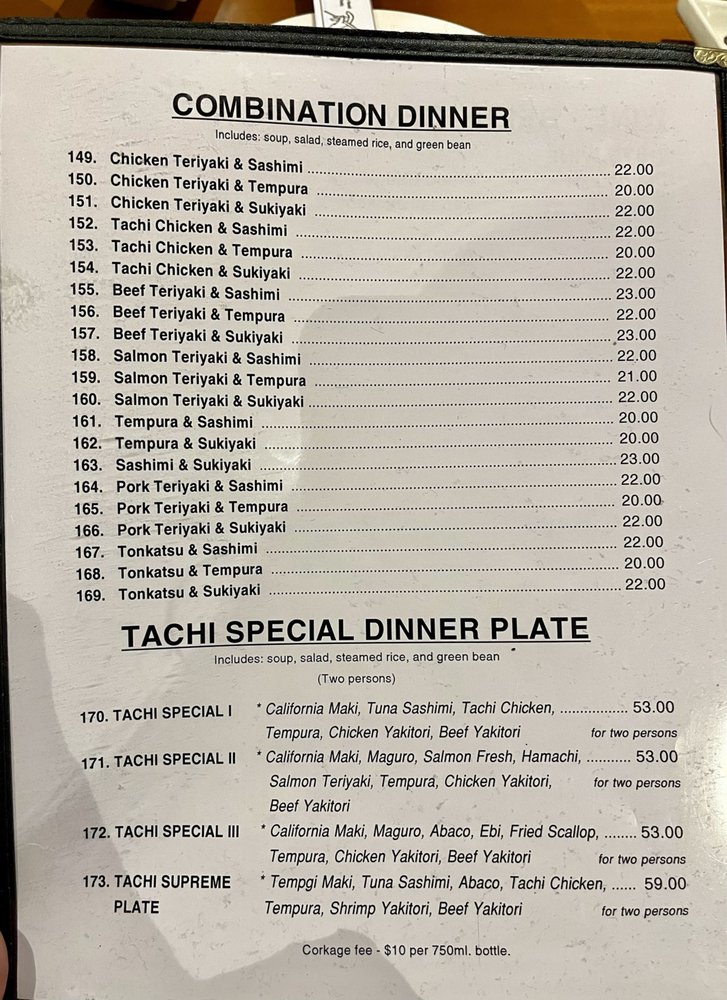 COMBINATION DINNER
Includes: soup, salad, steamed rice, and green bean
149. Chicken Teriyaki & Sashimi 22.00
150. Chicken Teriyaki & Tempura 20.00
151. Chicken Teriyaki & Sukiyaki 22.00
152. Tachi Chicken & Sashimi 22.00
153. Tachi Chicken & Tempura 20.00
154. Tachi Chicken & Sukiyaki 22.00
155. Beef Teriyaki & Sashimi 23.00
156. Beef Teriyaki & Tempura 22.00
157. Beef Teriyaki & Sukiyaki 23.00
158. Salmon Teriyaki & Sashimi 22.00
159. Salmon Teriyaki & Tempura 21.00
160. Salmon Teriyaki & Sukiyaki 22.00
161. Tempura & Sashimi 20.00
162. Tempura & Sukiyaki 20.00
163. Sashimi & Sukiyaki 23.00
164. Pork Teriyaki & Sashimi 22.00
165. Pork Teriyaki & Tempura 20.00
166. Pork Teriyaki & Sukiyaki 22.00
167. Tonkatsu & Sashimi 22.00
168. Tonkatsu & Tempura 20.00
169. Tonkatsu & Sukiyaki 22.00
TACHI SPECIAL DINNER PLATE
Includes: soup, salad, steamed rice, and green bean
(Two persons)
170. TACHI SPECIAL I * California Maki, Tuna Sashimi, Tachi Chicken, 53.00
Tempura, Chicken Yakitori, Beef Yakitori for two persons
171. TACHI SPECIAL II * California Maki, Maguro, Salmon Fresh, Hamachi, 53.00
Salmon Teriyaki, Tempura, Chicken Yakitori, for two persons
Beef Yakitori
172. TACHI SPECIAL III * California Maki, Maguro, Abaco, Ebi, Fried Scallop, 53.00
Tempura, Chicken Yakitori, Beef Yakitori for two persons
173. TACHI SUPREME * Tempgi Maki, Tuna Sashimi, Abaco, Tachi Chicken, 59.00
PLATE Tempura, Shrimp Yakitori, Beef Yakitori for two persons
Corkage fee - $10 per 750ml. bottle.